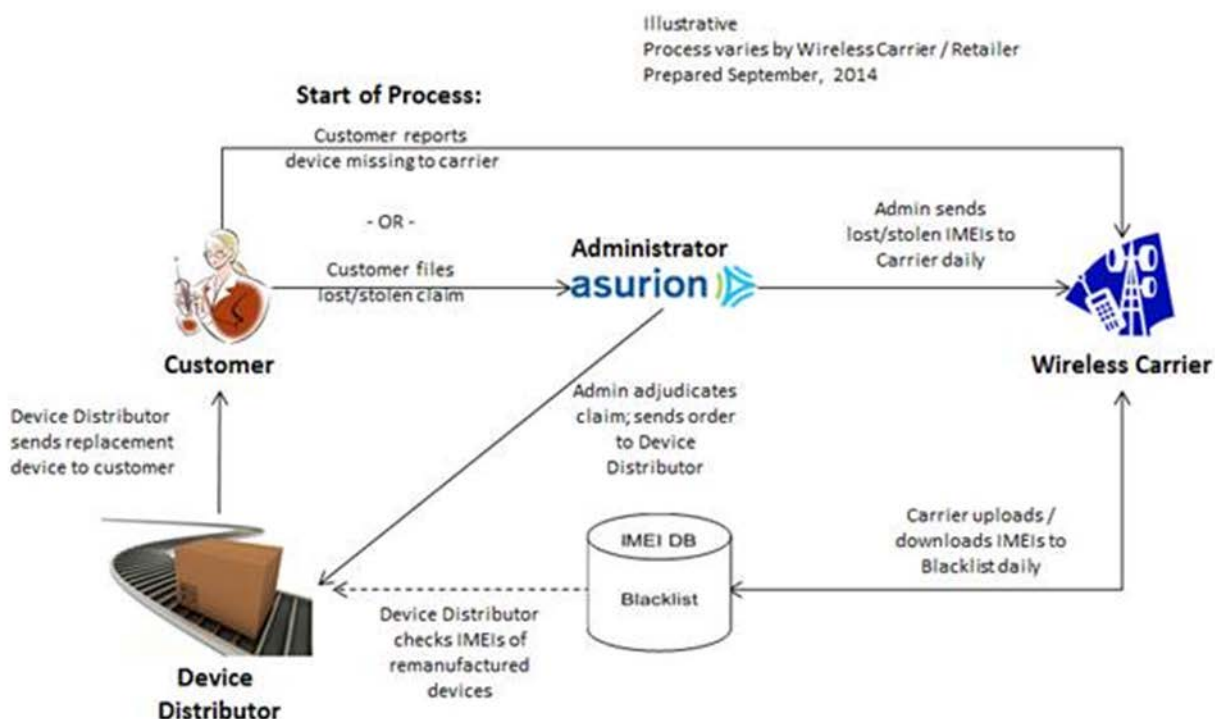 Illustrative
Process varies by Wireless Carrier / Retailer
Prepared September, 2014
Start of Process:
Customer reports
device missing to carrier
- OR -
Customer files
lost/stolen claim
Administrator
asurion
Admin sends
lost/stolen IMEIs to
Carrier daily
Customer
Wireless Carrier
Device Distributor
sends replacement
device to customer
Admin adjudicates
claim; sends order
to Device
Distributor
IMEI DB
Blacklist
Carrier uploads /
downloads IMEIs to
Blacklist daily
Device Distributor
checks IMEIs of
remanufactured
devices
Device
Distributor